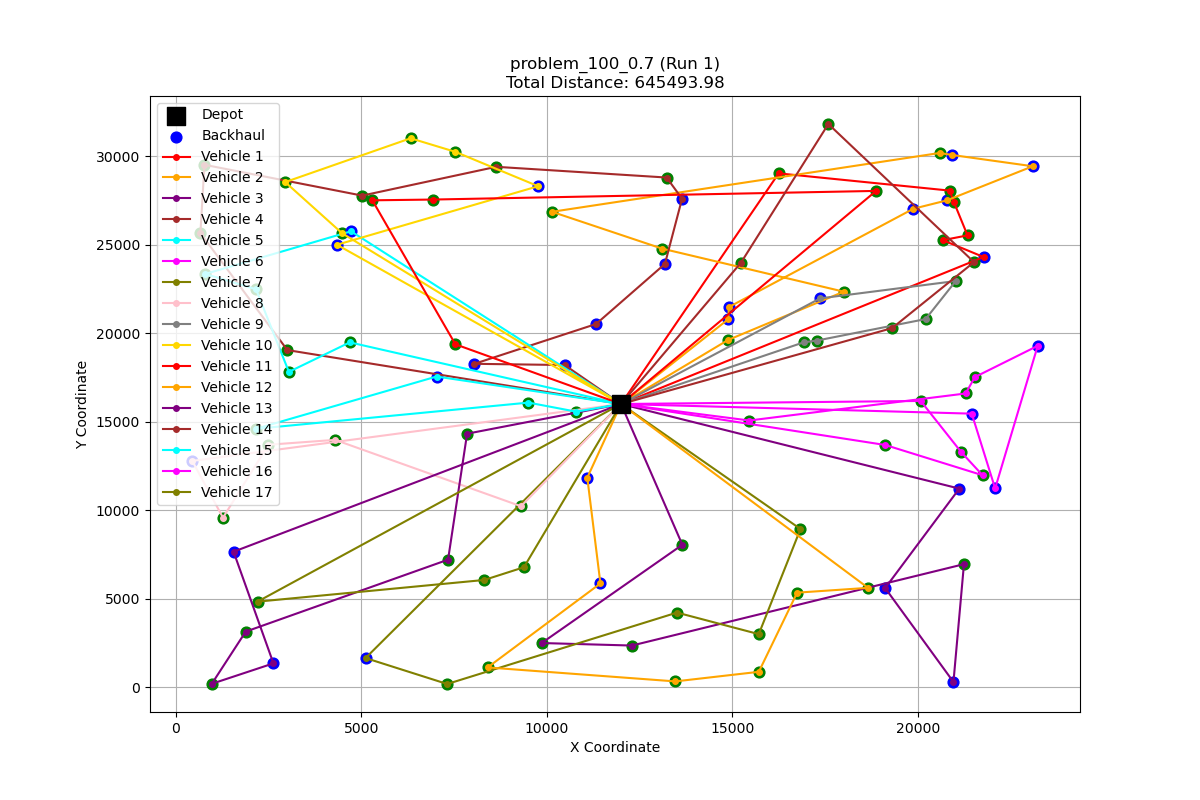 problem_100_0.7 (Run 1)
Total Distance: 645493.98
Depot
Backhaul
Vehicle 1
Vehicle 2
Vehicle 3
Vehicle 4
Vehicle 5
Vehicle 6
Vehicle 7
Vehicle 8
Vehicle 9
Vehicle 10
Vehicle 11
Vehicle 12
Vehicle 13
Vehicle 14
Vehicle 15
Vehicle 16
Vehicle 17
Y Coordinate
30000
25000
20000
15000
10000
5000
0
0 5000 10000 15000 20000
X Coordinate